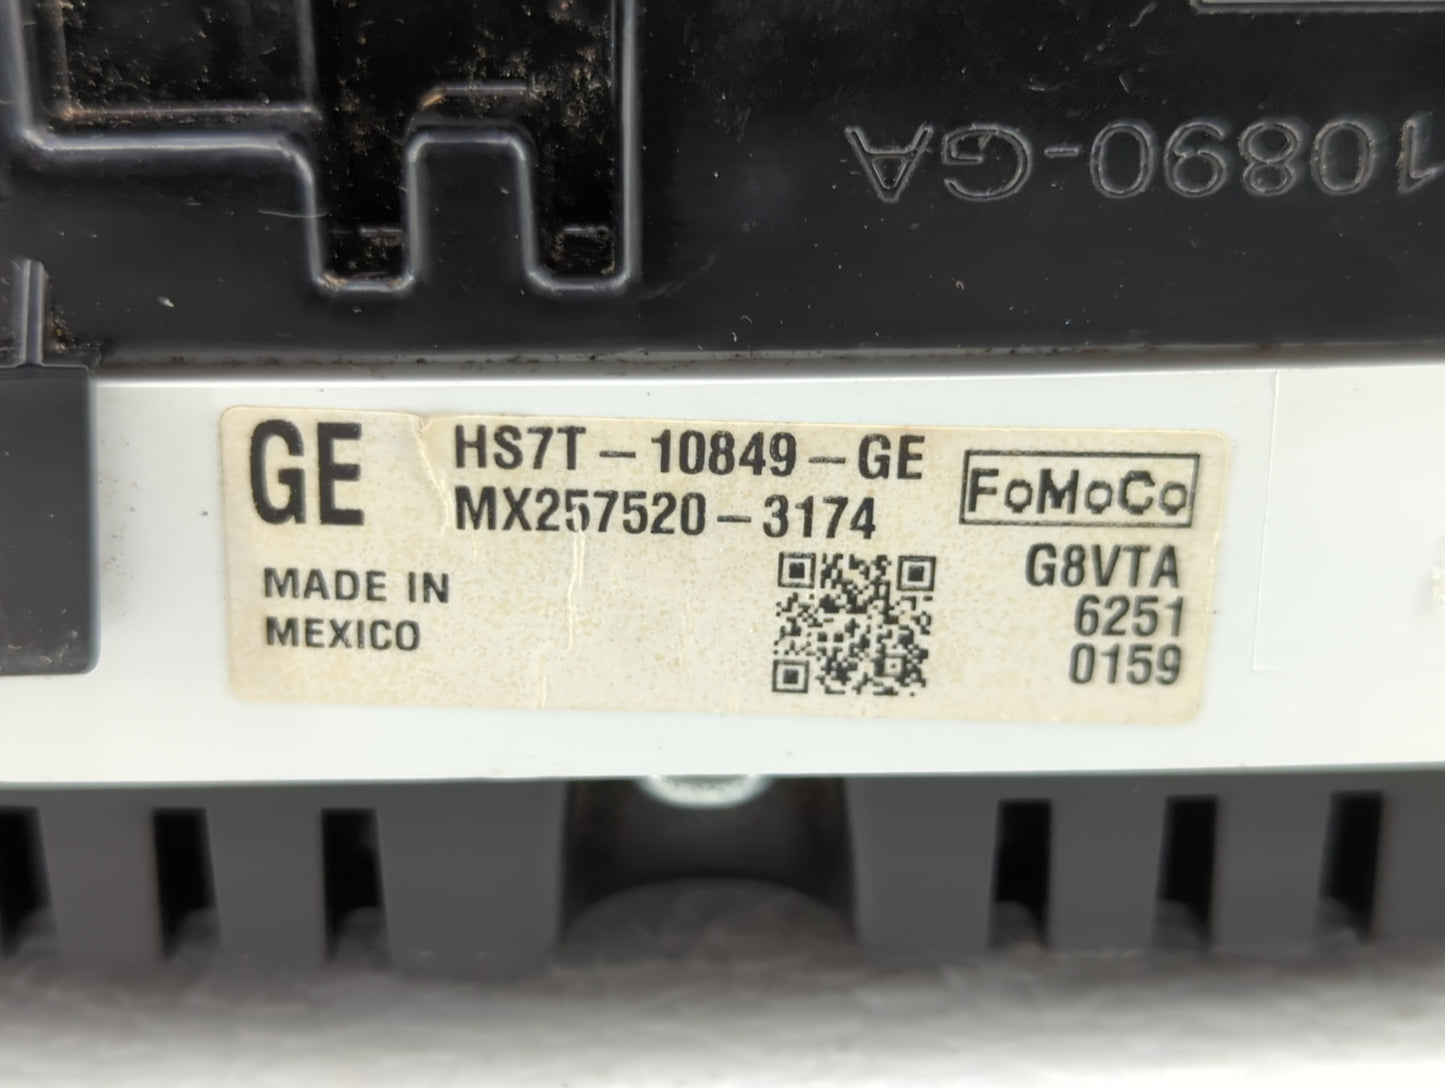 10890-GA
GE
HS7T-10849-GE
MX257520-3174
FoMoCo
MADE IN
MEXICO
G8VTA
6251
0159